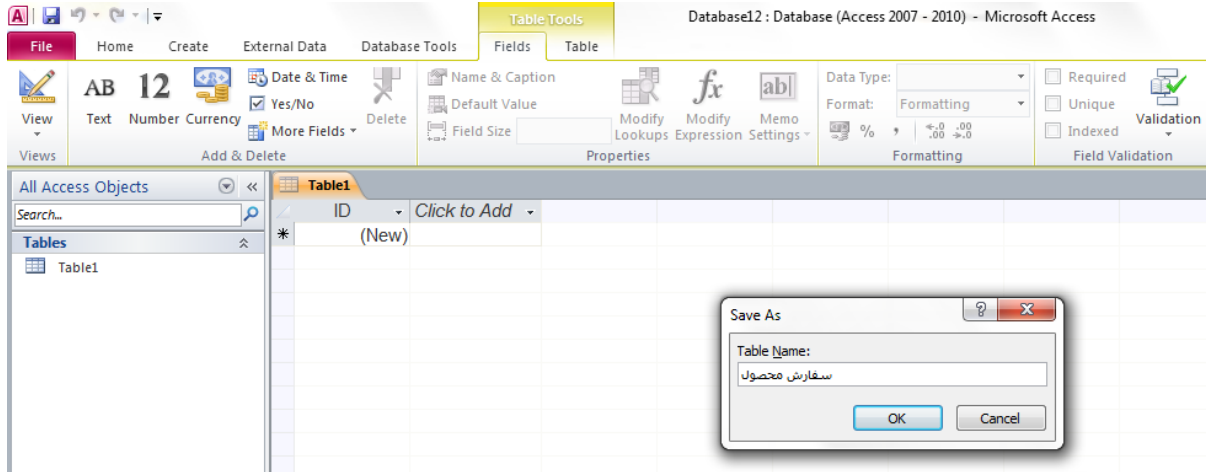 Table Tools
Database12 : Database (Access 2007 - 2010) - Microsoft Access
File Home Create External Data Database Tools Fields Table
View
AB
Text
12
Number
Currency
Date & Time
Yes/No
More Fields
Delete
Name & Caption
Default Value
Field Size
Modify Lookups
fx
Modify Expression
ab
Memo Settings
Data Type:
Format: Formatting
% , .0 .00 .00 .0
Required
Unique
Indexed
Validation
Views Add & Delete Properties Formatting Field Validation
All Access Objects
Search...
Tables
Table1
Table1
ID Click to Add
* (New)
Save As
?
Table Name:
سفارش محصول
OK Cancel